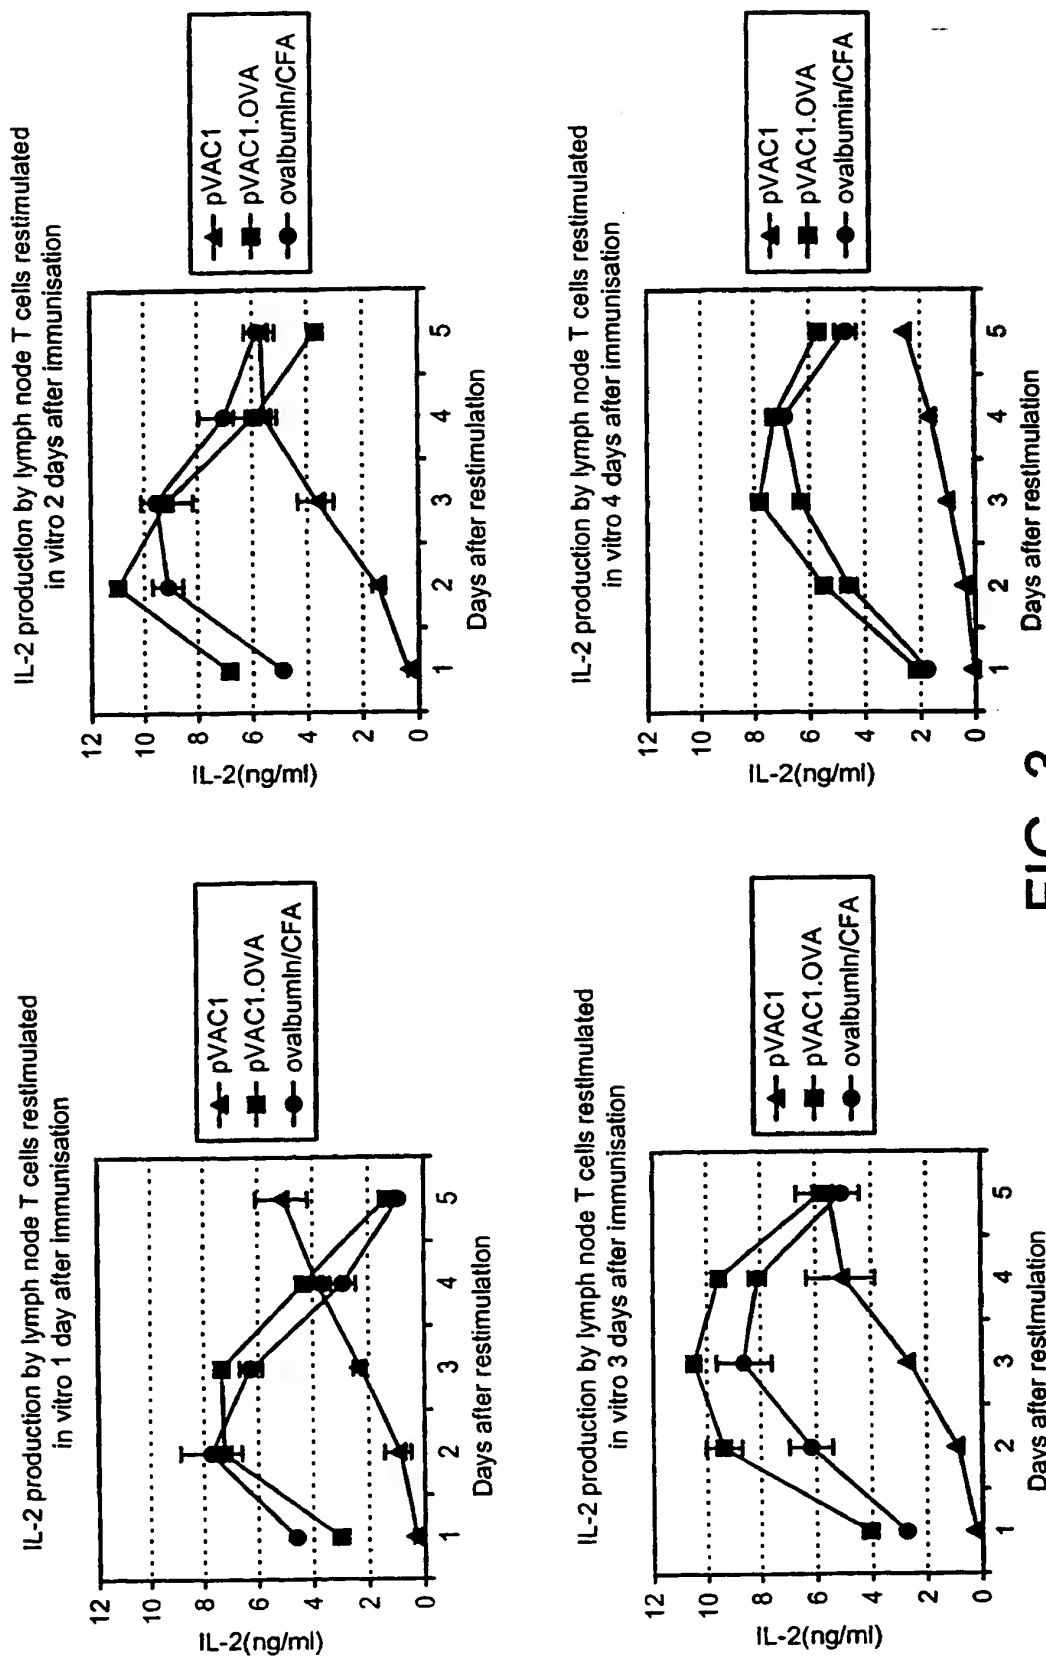 IL-2 production by lymph node T cells restimulated
in vitro 1 day after immunisation
12
10
8
6
4
2
0
IL-2(ng/ml)
1 2 3 4 5
Days after restimulation
pVAC1
pVAC1.OVA
ovalbumin/CFA
IL-2 production by lymph node T cells restimulated
in vitro 2 days after immunisation
12
10
8
6
4
2
0
IL-2(ng/ml)
1 2 3 4 5
Days after restimulation
pVAC1
pVAC1.OVA
ovalbumin/CFA
IL-2 production by lymph node T cells restimulated
in vitro 3 days after immunisation
12
10
8
6
4
2
0
IL-2(ng/ml)
1 2 3 4 5
Days after restimulation
pVAC1
pVAC1.OVA
ovalbumin/CFA
IL-2 production by lymph node T cells restimulated
in vitro 4 days after immunisation
12
10
8
6
4
2
0
IL-2(ng/ml)
1 2 3 4 5
Days after restimulation
pVAC1
pVAC1.OVA
ovalbumin/CFA
FIG. 3